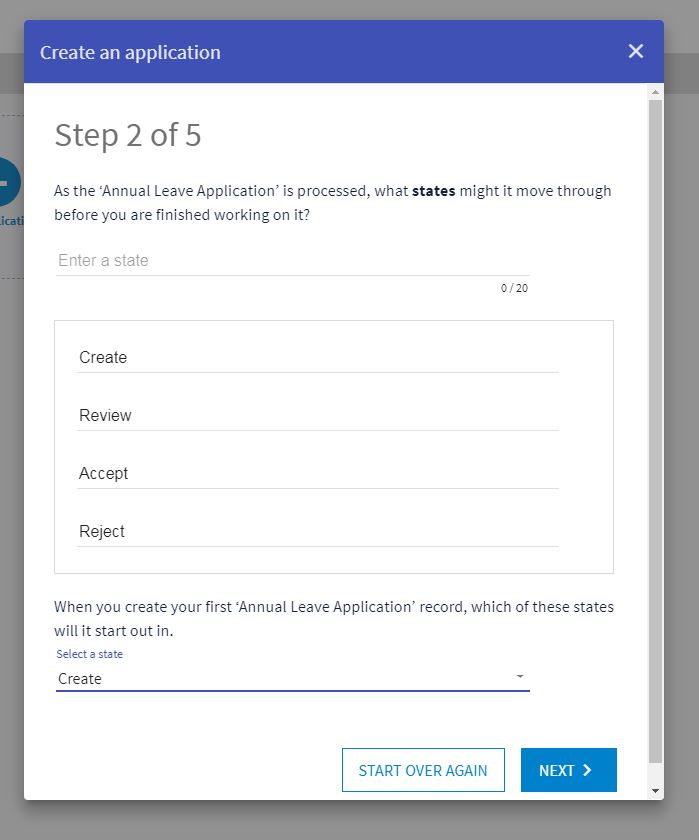 Create an application
Step 2 of 5
As the ‘Annual Leave Application’ is processed, what states might it move through
before you are finished working on it?
Enter a state
0 / 20
Create
Review
Accept
Reject
When you create your first ‘Annual Leave Application’ record, which of these states
will it start out in.
Select a state
Create
START OVER AGAIN
NEXT